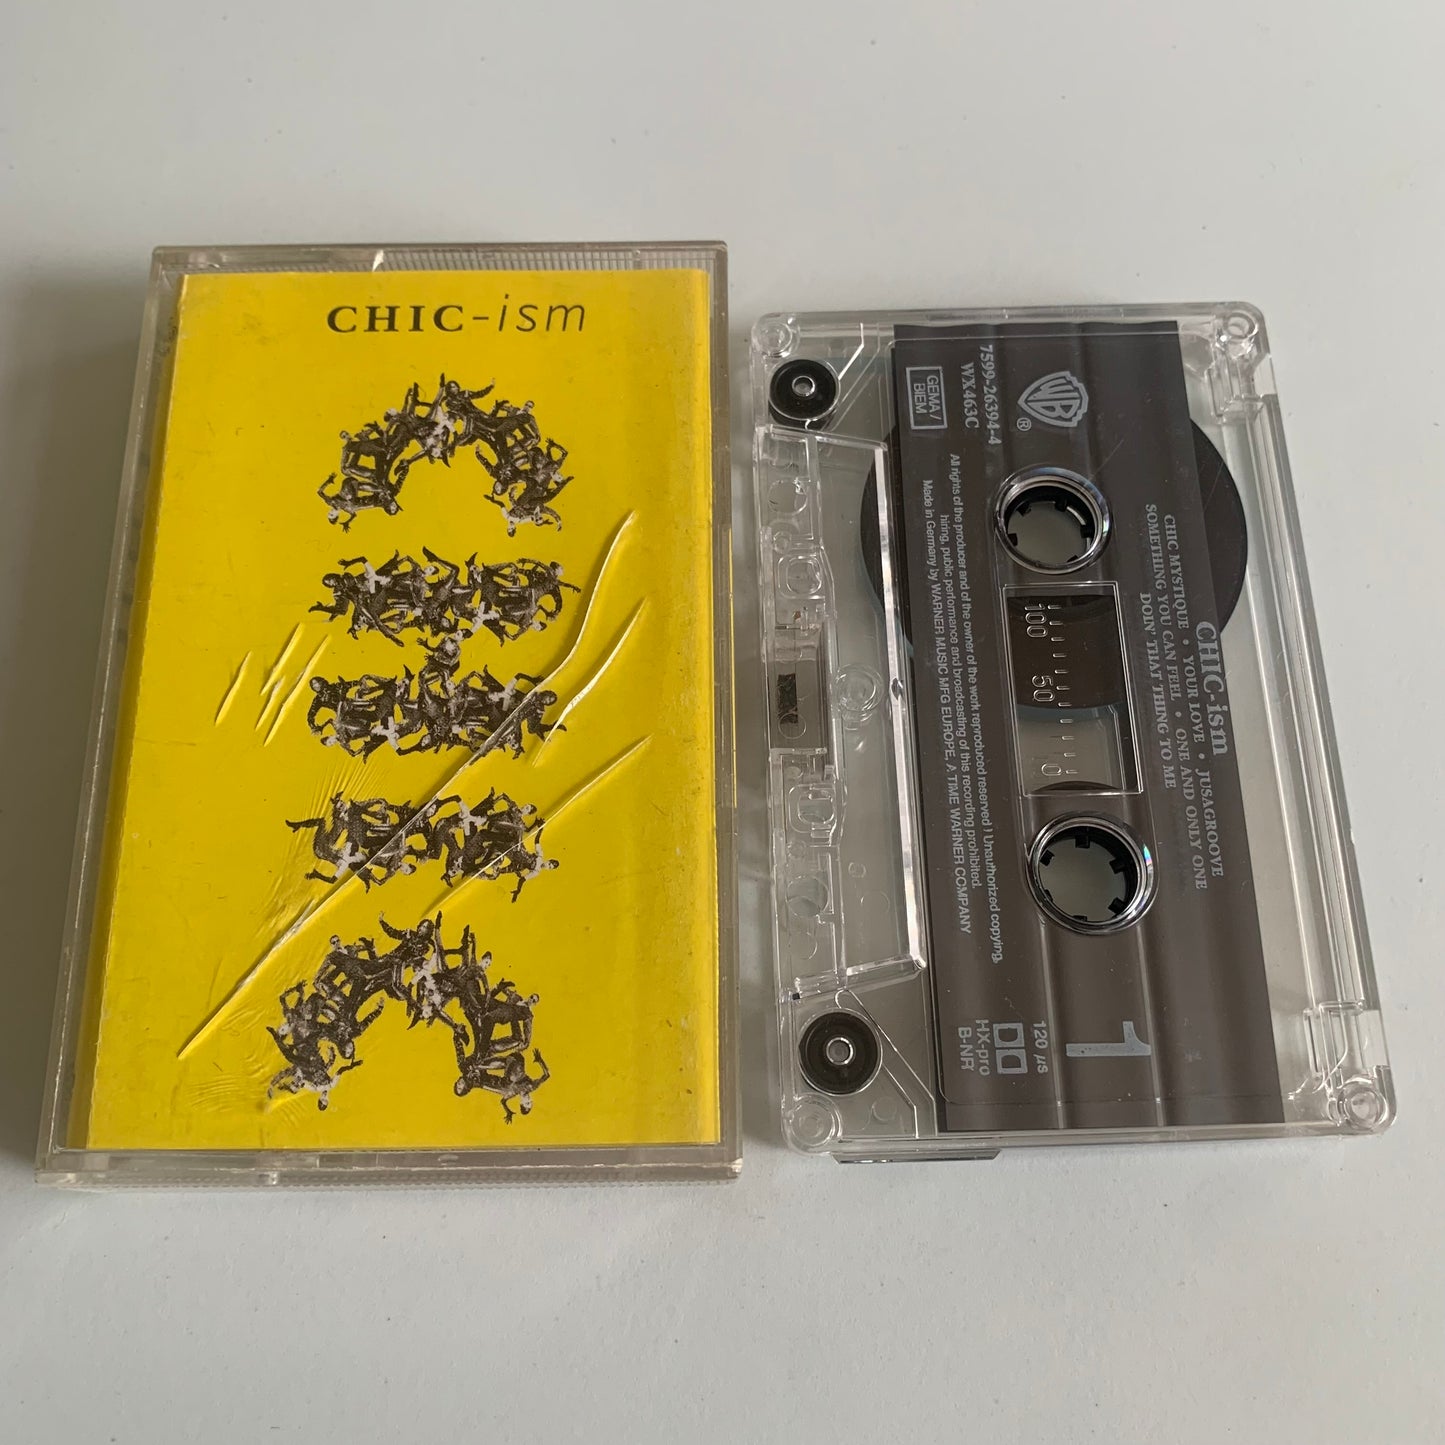 CHIC-ism
7599-26394-4
WX463C
GEMA/
BIEM
WB
®
All rights of the producer and of the owner of the work reproduced reserved! Unauthorized copying,
hiring, public performance and broadcasting of this recording prohibited.
Made in Germany by WARNER MUSIC MFG EUROPE, A TIME WARNER COMPANY
CHIC-ism
CHIC MYSTIQUE • YOUR LOVE • JUSAGROOVE
SOMETHING YOU CAN FEEL • ONE AND ONLY ONE
DOIN' THAT THING TO ME
100 50 0
1
120 µs
HX-pro
B-NR